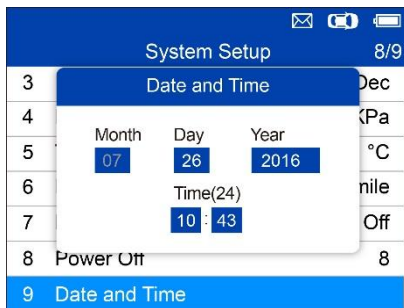 System Setup 8/9
3 Dec
Date and Time
4 KPa
Month Day Year
07 26 2016
5 °C
6 mile
Time(24)
10 : 43
7 Off
8 Power Off 8
9 Date and Time